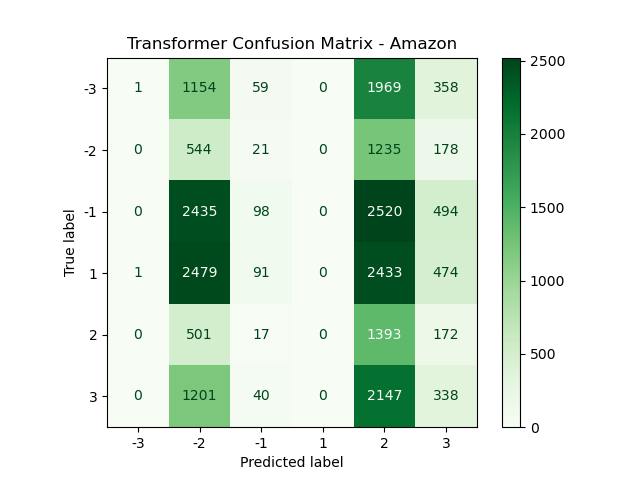 Transformer Confusion Matrix - Amazon
True label
-3 1 1154 59 0 1969 358
-2 0 544 21 0 1235 178
-1 0 2435 98 0 2520 494
1 1 2479 91 0 2433 474
2 0 501 17 0 1393 172
3 0 1201 40 0 2147 338
-3 -2 -1 1 2 3
Predicted label
2500
2000
1500
1000
500
0